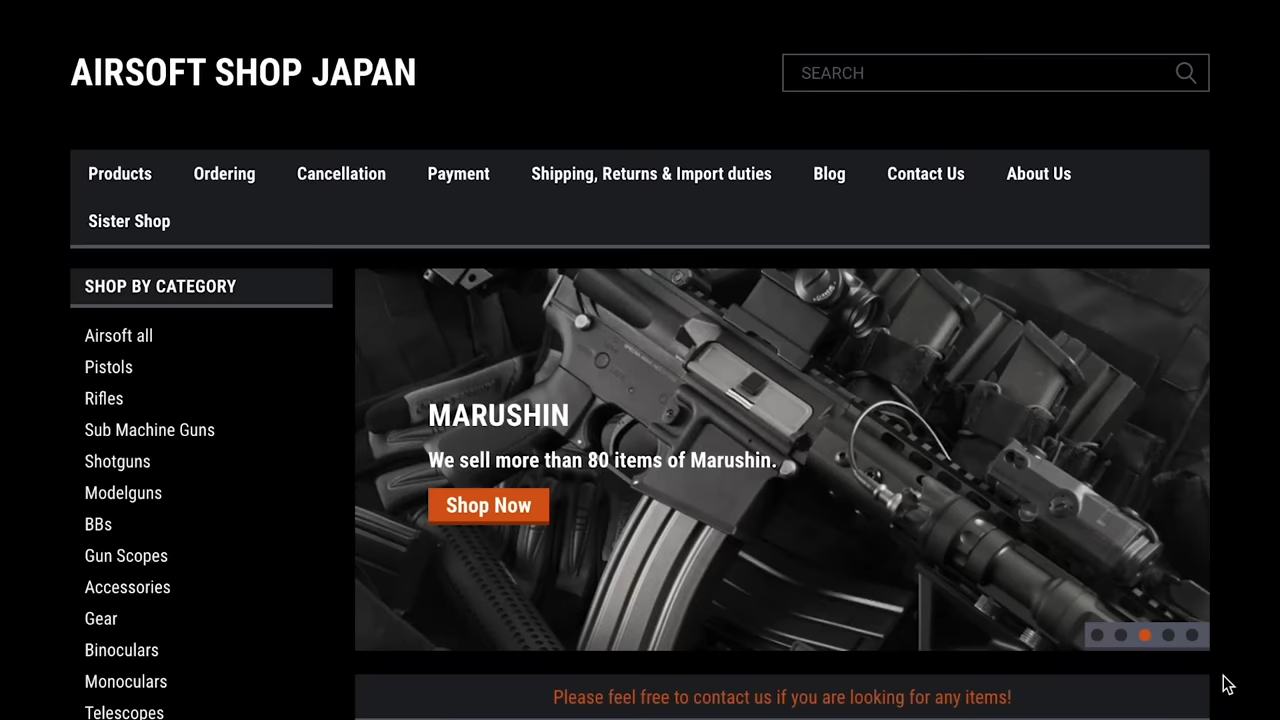 AIRSOFT SHOP JAPAN
SEARCH
Products Ordering Cancellation Payment Shipping, Returns & Import duties Blog Contact Us About Us
Sister Shop
SHOP BY CATEGORY
Airsoft all
Pistols
Rifles
Sub Machine Guns
Shotguns
Modelguns
BBs
Gun Scopes
Accessories
Gear
Binoculars
Monoculars
Telescopes
MARUSHIN
We sell more than 80 items of Marushin.
Shop Now
Please feel free to contact us if you are looking for any items!